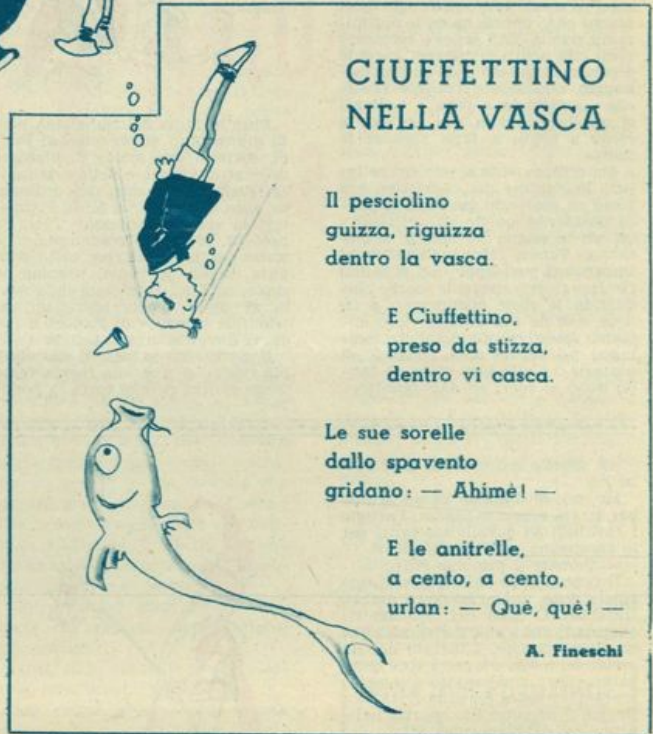 CIUFFETTINO
NELLA VASCA
Il pesciolino
guizza, riguizza
dentro la vasca.
E Ciuffettino,
preso da stizza,
dentro vi casca.
Le sue sorelle
dallo spavento
gridano: — Ahimè! —
E le anitrelle,
a cento, a cento,
urlan: — Què, què! —
A. Fineschi